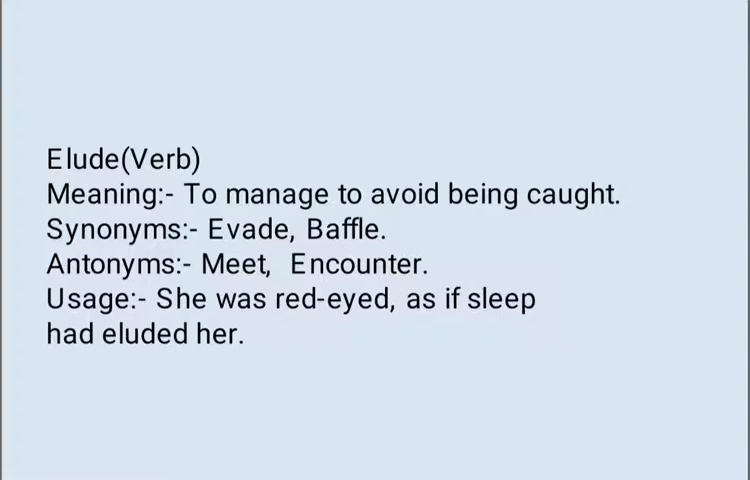 Elude(Verb)
Meaning:- To manage to avoid being caught.
Synonyms:- Evade, Baffle.
Antonyms:- Meet, Encounter.
Usage:- She was red-eyed, as if sleep
had eluded her.